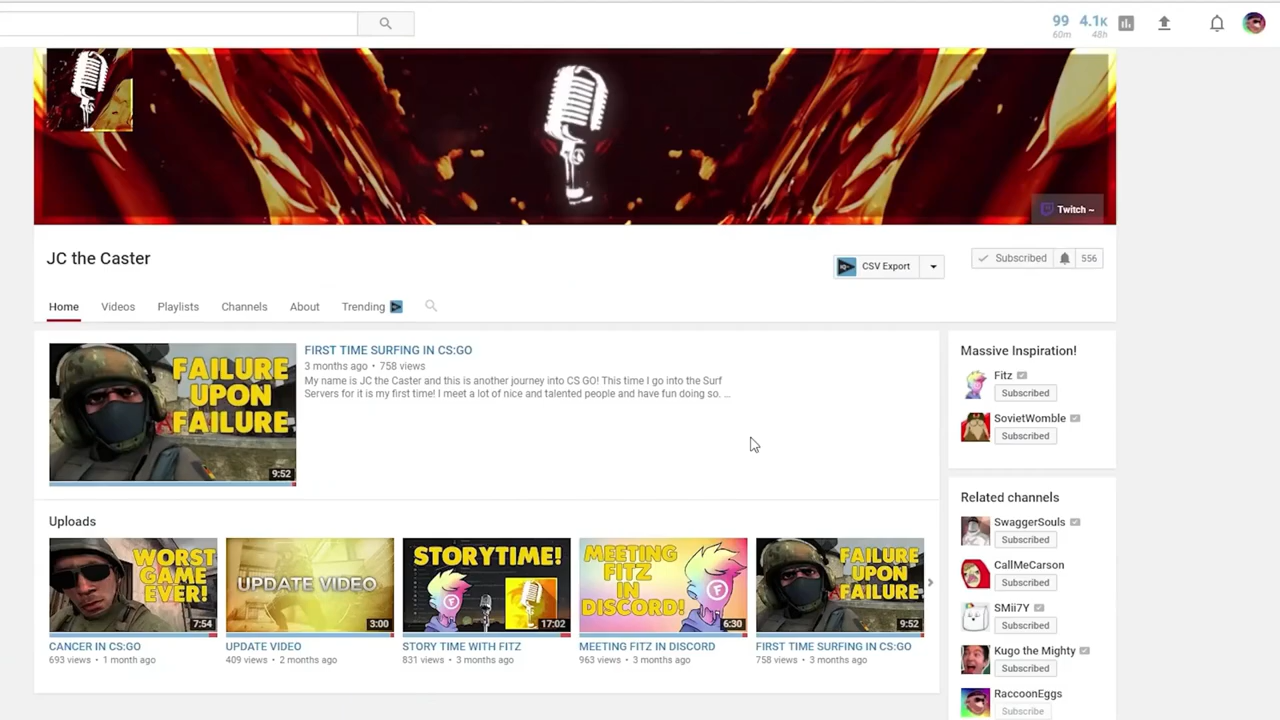 99 4.1K
60m 48h
Twitch ~
JC the Caster
CSV Export
Subscribed 556
Home Videos Playlists Channels About Trending
FAILURE
UPON
FAILURE
9:52
FIRST TIME SURFING IN CS:GO
3 months ago • 758 views
My name is JC the Caster and this is another journey into CS GO! This time I go into the Surf
Servers for it is my first time! I meet a lot of nice and talented people and have fun doing so. ...
Massive Inspiration!
Fitz
Subscribed
SovietWomble
Subscribed
Uploads
WORST
GAME
EVER!
7:54
CANCER IN CS:GO
693 views • 1 month ago
UPDATE VIDEO
3:00
UPDATE VIDEO
409 views • 2 months ago
STORYTIME!
17:02
STORY TIME WITH FITZ
831 views • 3 months ago
MEETING
FITZ
IN
DISCORD!
6:30
MEETING FITZ IN DISCORD
963 views • 3 months ago
FAILURE
UPON
FAILURE
9:52
FIRST TIME SURFING IN CS:GO
758 views • 3 months ago
Related channels
SwaggerSouls
Subscribed
CallMeCarson
Subscribed
SMii7Y
Subscribed
Kugo the Mighty
Subscribed
RaccoonEggs
Subscribe